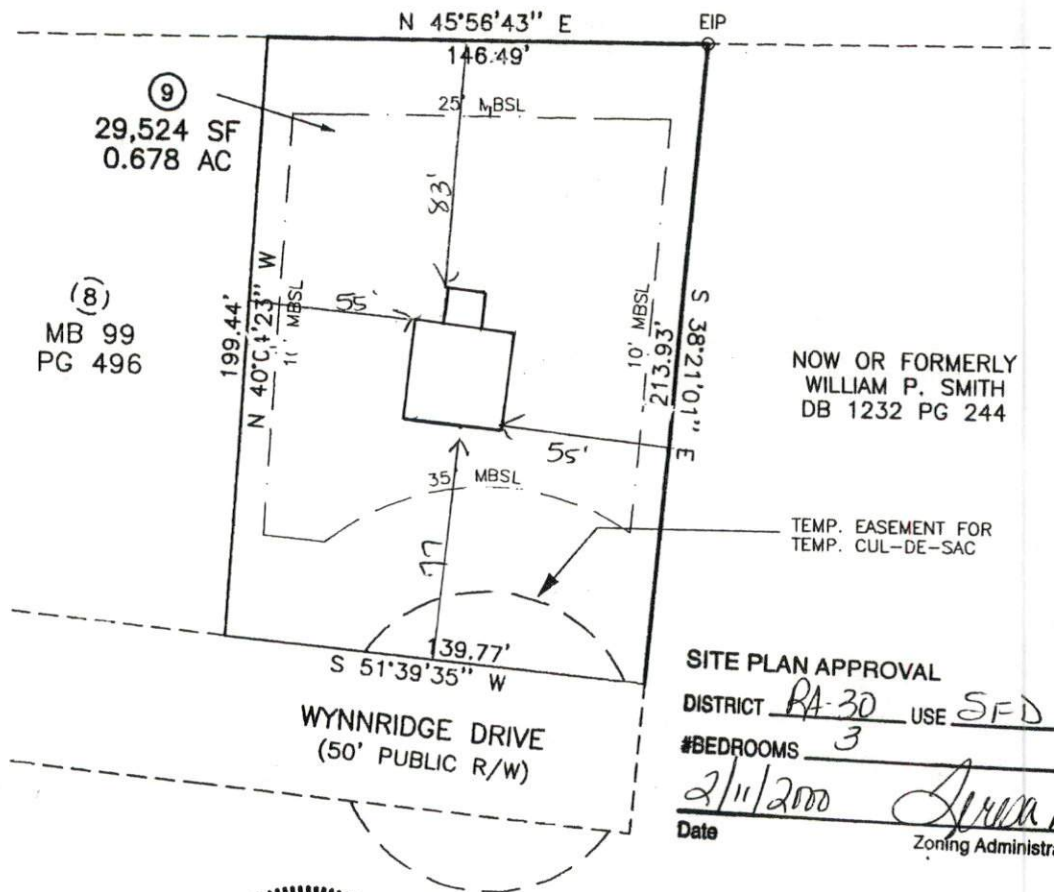 N 45°56'43" E
EIP
146.49'
⑨
29,524 SF
0.678 AC
25' MBSL
83'
(8)
MB 99
PG 496
199.44'
N 40°04'23" W
MBSL
55'
10' MBSL
213.93'
S 38°21'01" E
NOW OR FORMERLY
WILLIAM P. SMITH
DB 1232 PG 244
55'
35' MBSL
TEMP. EASEMENT FOR
TEMP. CUL-DE-SAC
77
139.77'
S 51°39'35" W
WYNNRIDGE DRIVE
(50' PUBLIC R/W)
SITE PLAN APPROVAL
DISTRICT RA-30 USE SFD
#BEDROOMS 3
2/11/2000 Teresa
Date Zoning Administra